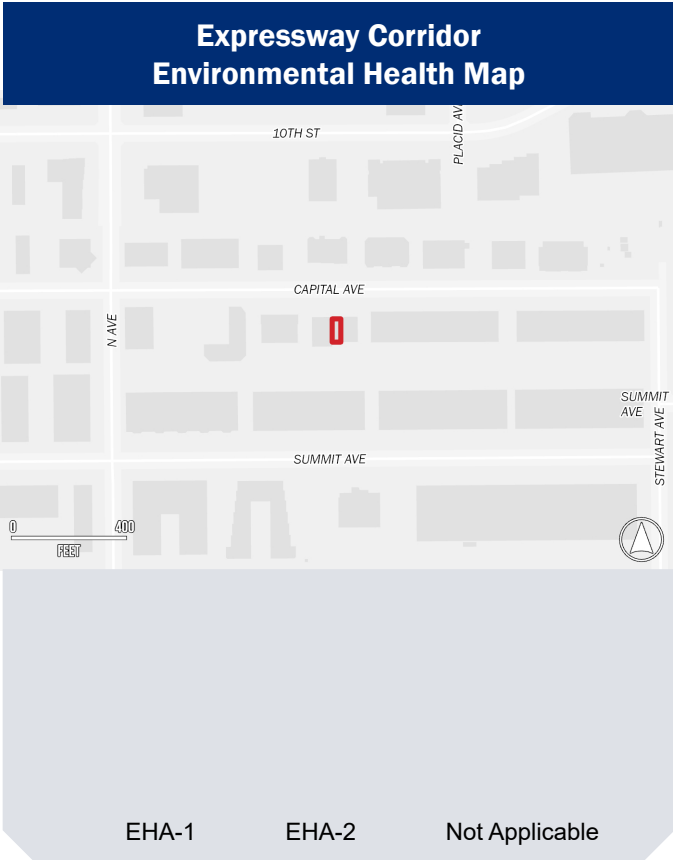 Expressway Corridor
Environmental Health Map
10TH ST
PLACID AV
CAPITAL AVE
N AVE
SUMMIT
AVE
STEWART AVE
SUMMIT AVE
0 400
FEET
EHA-1 EHA-2 Not Applicable